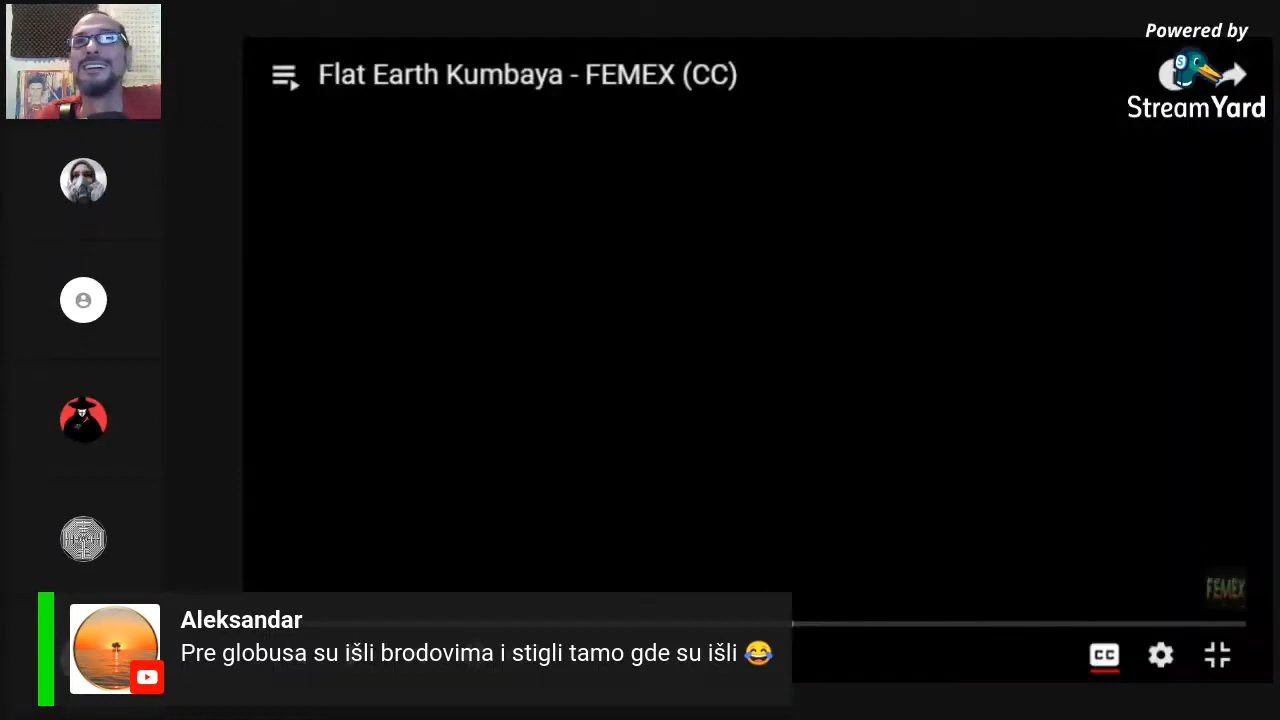 Flat Earth Kumbaya - FEMEX (CC)
Powered by
S
StreamYard
FEMEX
Aleksandar
Pre globusa su išli brodovima i stigli tamo gde su išli 😂
CC